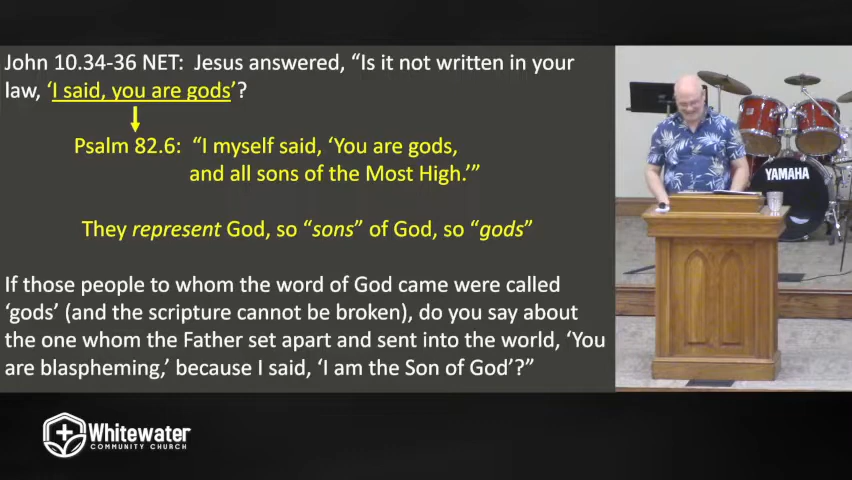 John 10.34-36 NET: Jesus answered, “Is it not written in your
law, ‘I said, you are gods’?
Psalm 82.6: “I myself said, ‘You are gods,
and all sons of the Most High.’”
They represent God, so “sons” of God, so “gods”
If those people to whom the word of God came were called
‘gods’ (and the scripture cannot be broken), do you say about
the one whom the Father set apart and sent into the world, ‘You
are blaspheming,’ because I said, ‘I am the Son of God’?”
YAMAHA
Whitewater
COMMUNITY CHURCH